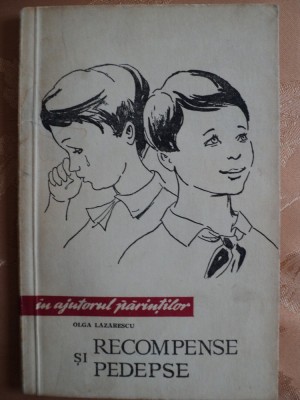 în ajutorul părinţilor
OLGA LAZARESCU
RECOMPENSE
ŞI PEDEPSE